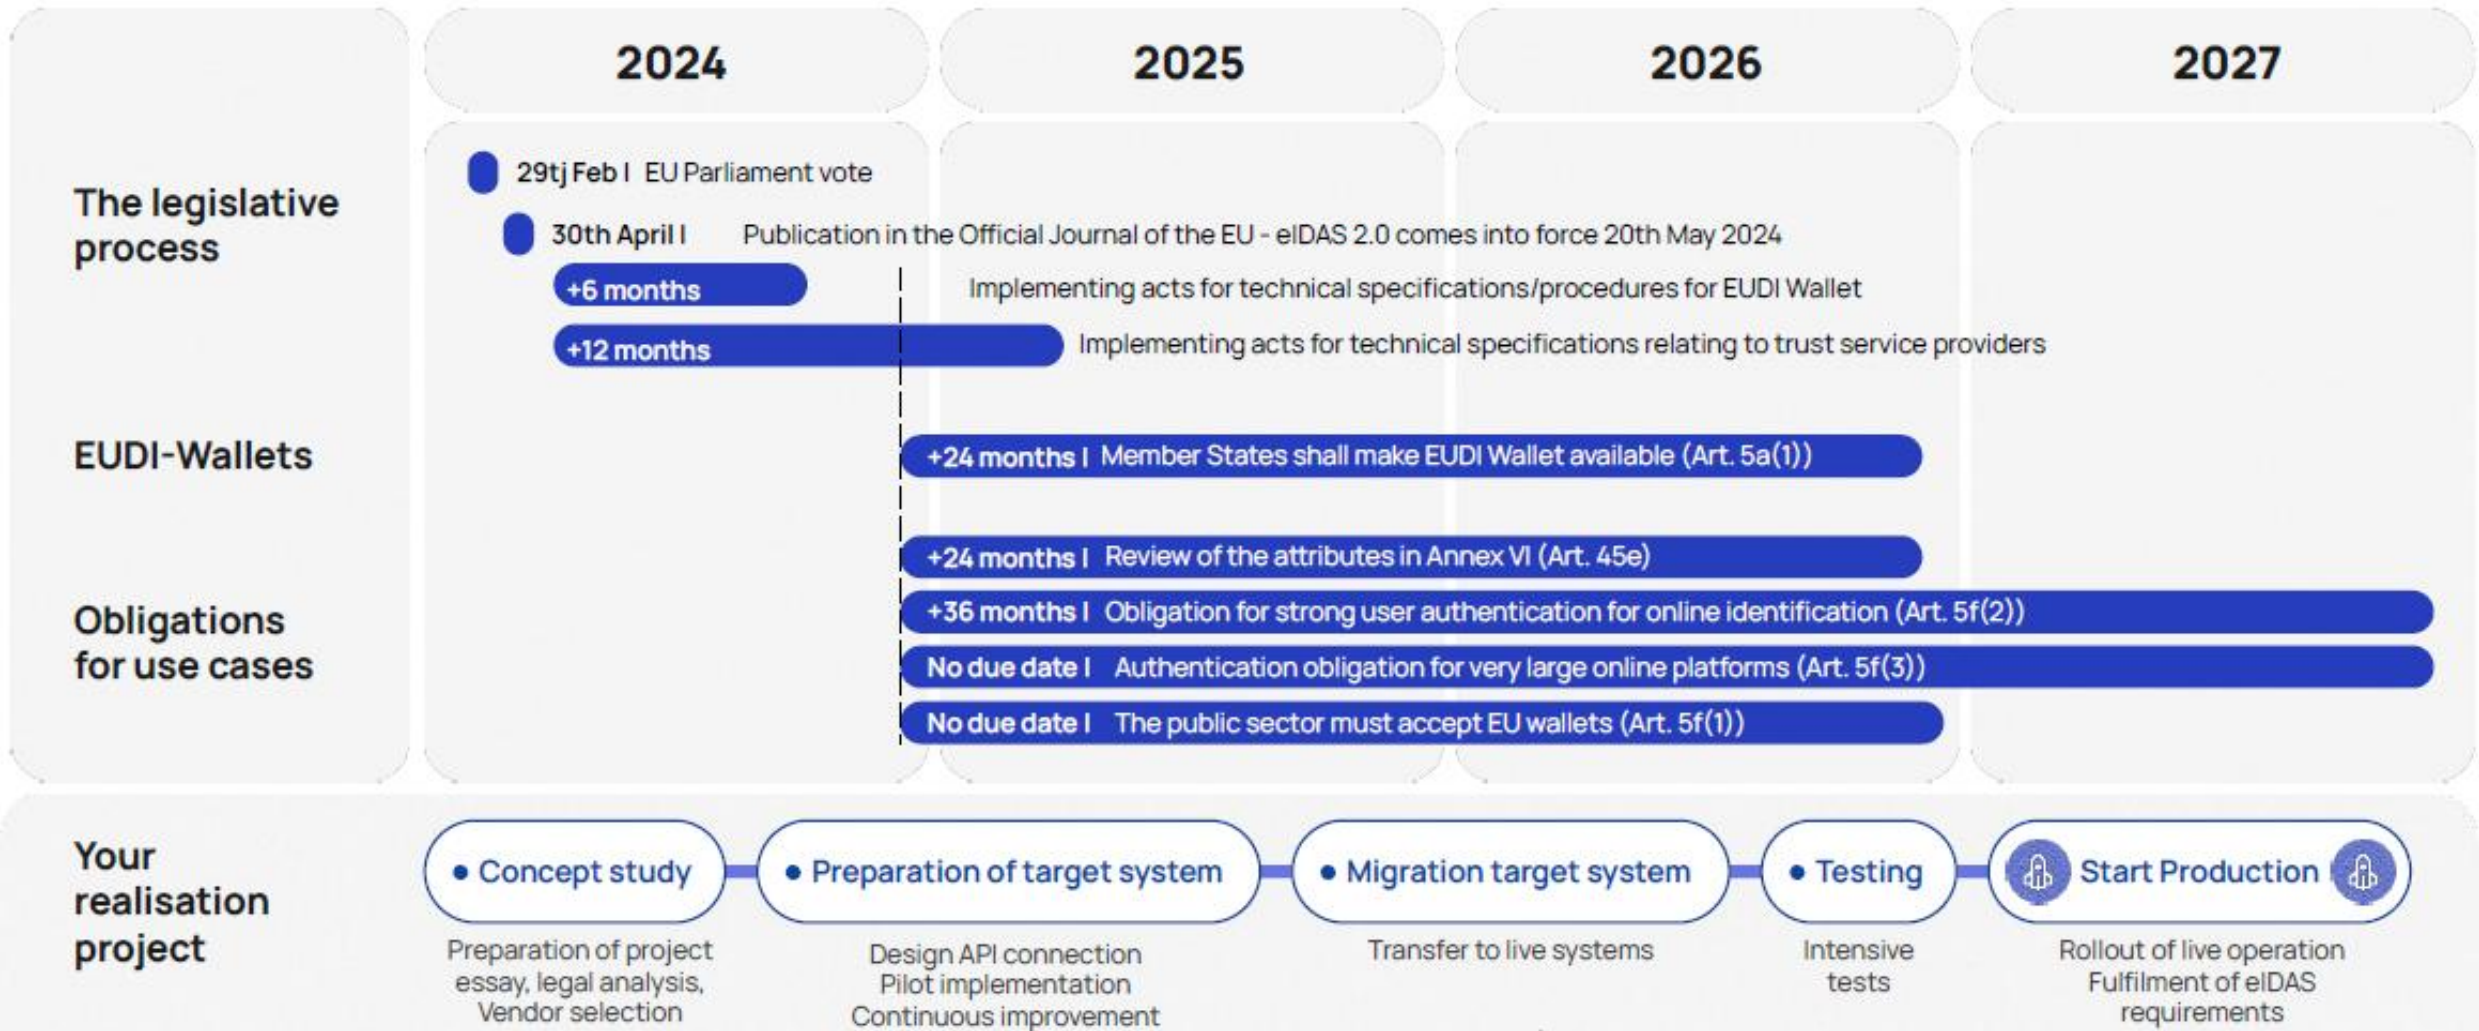 2024
2025
2026
2027
The legislative
process
29tj Feb I EU Parliament vote
30th April I Publication in the Official Journal of the EU - eIDAS 2.0 comes into force 20th May 2024
+6 months Implementing acts for technical specifications/procedures for EUDI Wallet
+12 months Implementing acts for technical specifications relating to trust service providers
EUDI-Wallets
+24 months I Member States shall make EUDI Wallet available (Art. 5a(1))
Obligations
for use cases
+24 months I Review of the attributes in Annex VI (Art. 45e)
+36 months I Obligation for strong user authentication for online identification (Art. 5f(2))
No due date I Authentication obligation for very large online platforms (Art. 5f(3))
No due date I The public sector must accept EU wallets (Art. 5f(1))
Your
realisation
project
• Concept study
Preparation of project
essay, legal analysis,
Vendor selection
• Preparation of target system
Design API connection
Pilot implementation
Continuous improvement
• Migration target system
Transfer to live systems
• Testing
Intensive
tests
Start Production
Rollout of live operation
Fulfilment of eIDAS
requirements